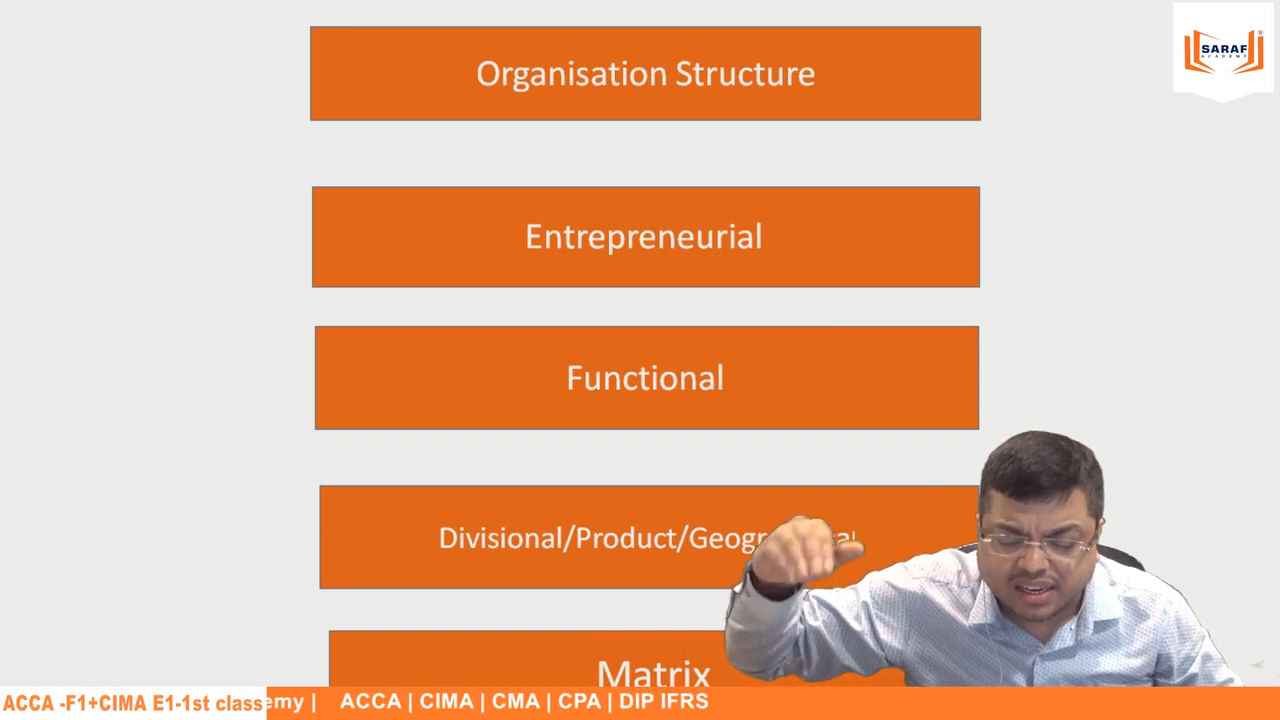 SARAF
ACADEMY
Organisation Structure
Entrepreneurial
Functional
Divisional/Product/
Matrix
ACCA -F1+CIMA E1-1st class
emy | ACCA | CIMA | CMA | CPA | DIP IFRS